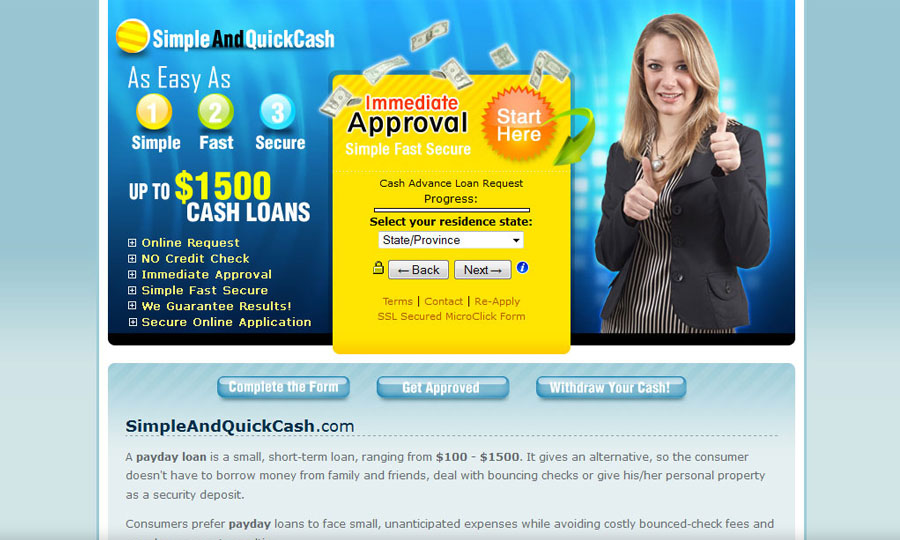 SimpleAndQuickCash
As Easy As
1 2 3
Simple Fast Secure
UP TO $1500
CASH LOANS
Online Request
NO Credit Check
Immediate Approval
Simple Fast Secure
We Guarantee Results!
Secure Online Application
Immediate
Approval
Simple Fast Secure
Start
Here
Cash Advance Loan Request
Progress:
Select your residence state:
State/Province
←Back Next→
Terms | Contact | Re-Apply
SSL Secured MicroClick Form
Complete the Form Get Approved Withdraw Your Cash!
SimpleAndQuickCash.com
A payday loan is a small, short-term loan, ranging from $100 - $1500. It gives an alternative, so the consumer
doesn't have to borrow money from family and friends, deal with bouncing checks or give his/her personal property
as a security deposit.
Consumers prefer payday loans to face small, unanticipated expenses while avoiding costly bounced-check fees and